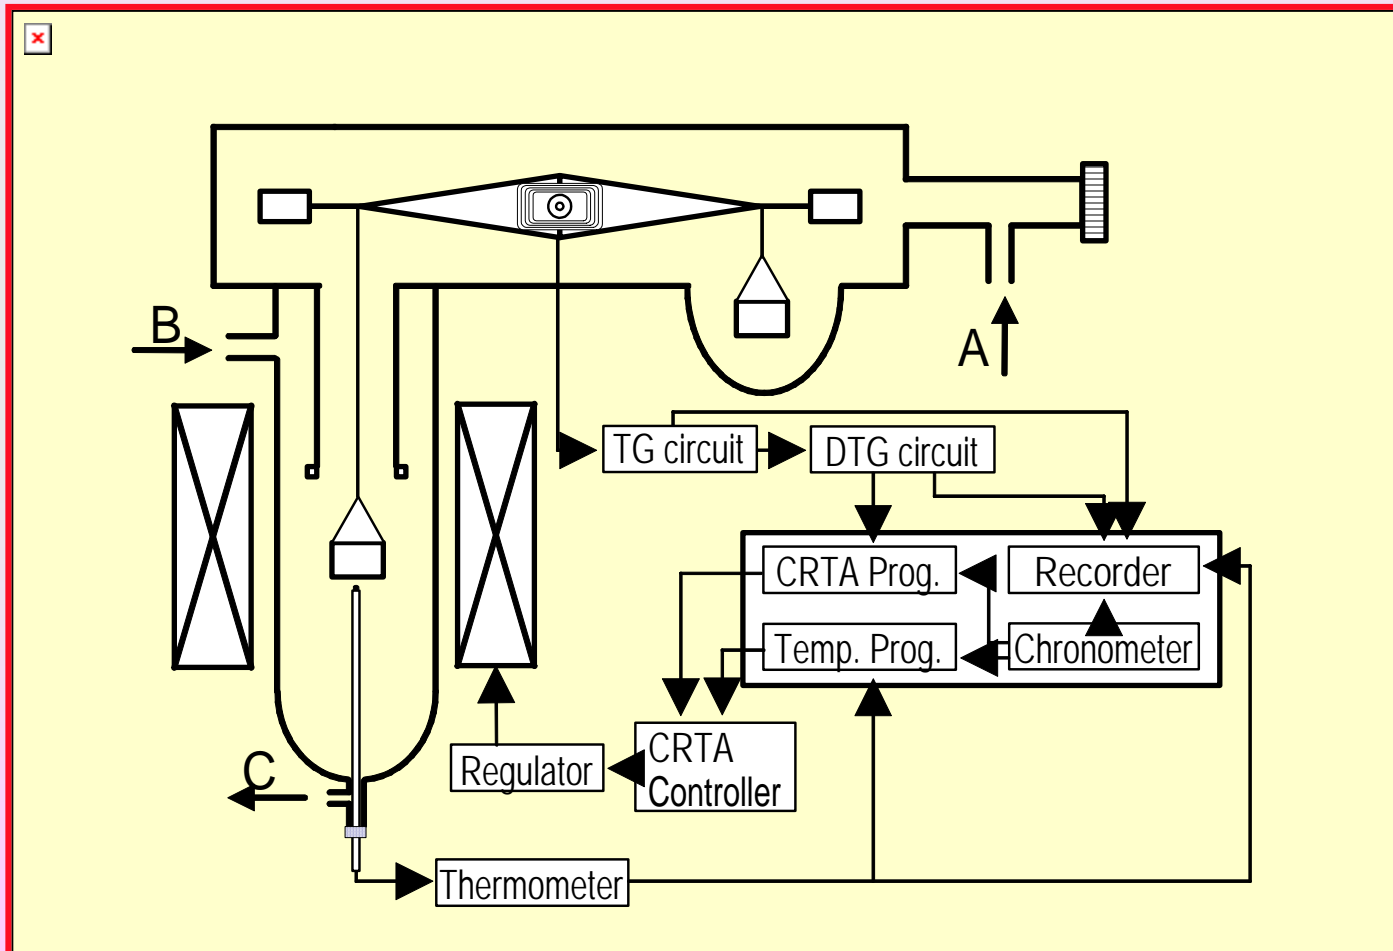 B
A
TG circuit
DTG circuit
CRTA Prog.
Recorder
Temp. Prog.
Chronometer
CRTA
Controller
Regulator
C
Thermometer